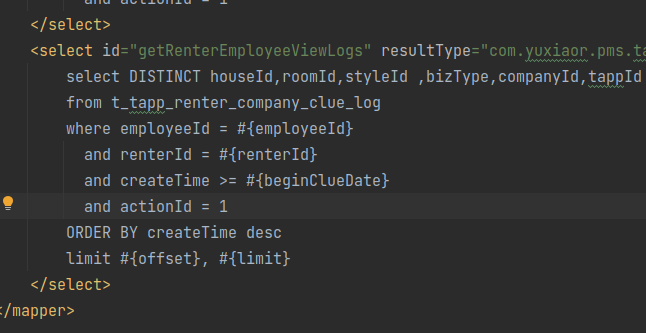 and actionId = 1
</select>
<select id="getRenterEmployeeViewLogs" resultType="com.yuxiaor.pms.ta
select DISTINCT houseId,roomId,styleId ,bizType,companyId,tappId
from t_tapp_renter_company_clue_log
where employeeId = #{employeeId}
and renterId = #{renterId}
and createTime >= #{beginClueDate}
and actionId = 1
ORDER BY createTime desc
limit #{offset}, #{limit}
</select>
</mapper>